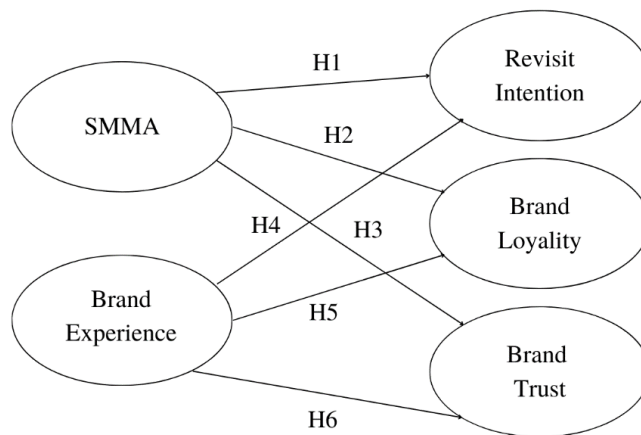 H1
Revisit
Intention
SMMA
H2
Brand
Loyality
H4
H3
Brand
Experience
H5
Brand
Trust
H6